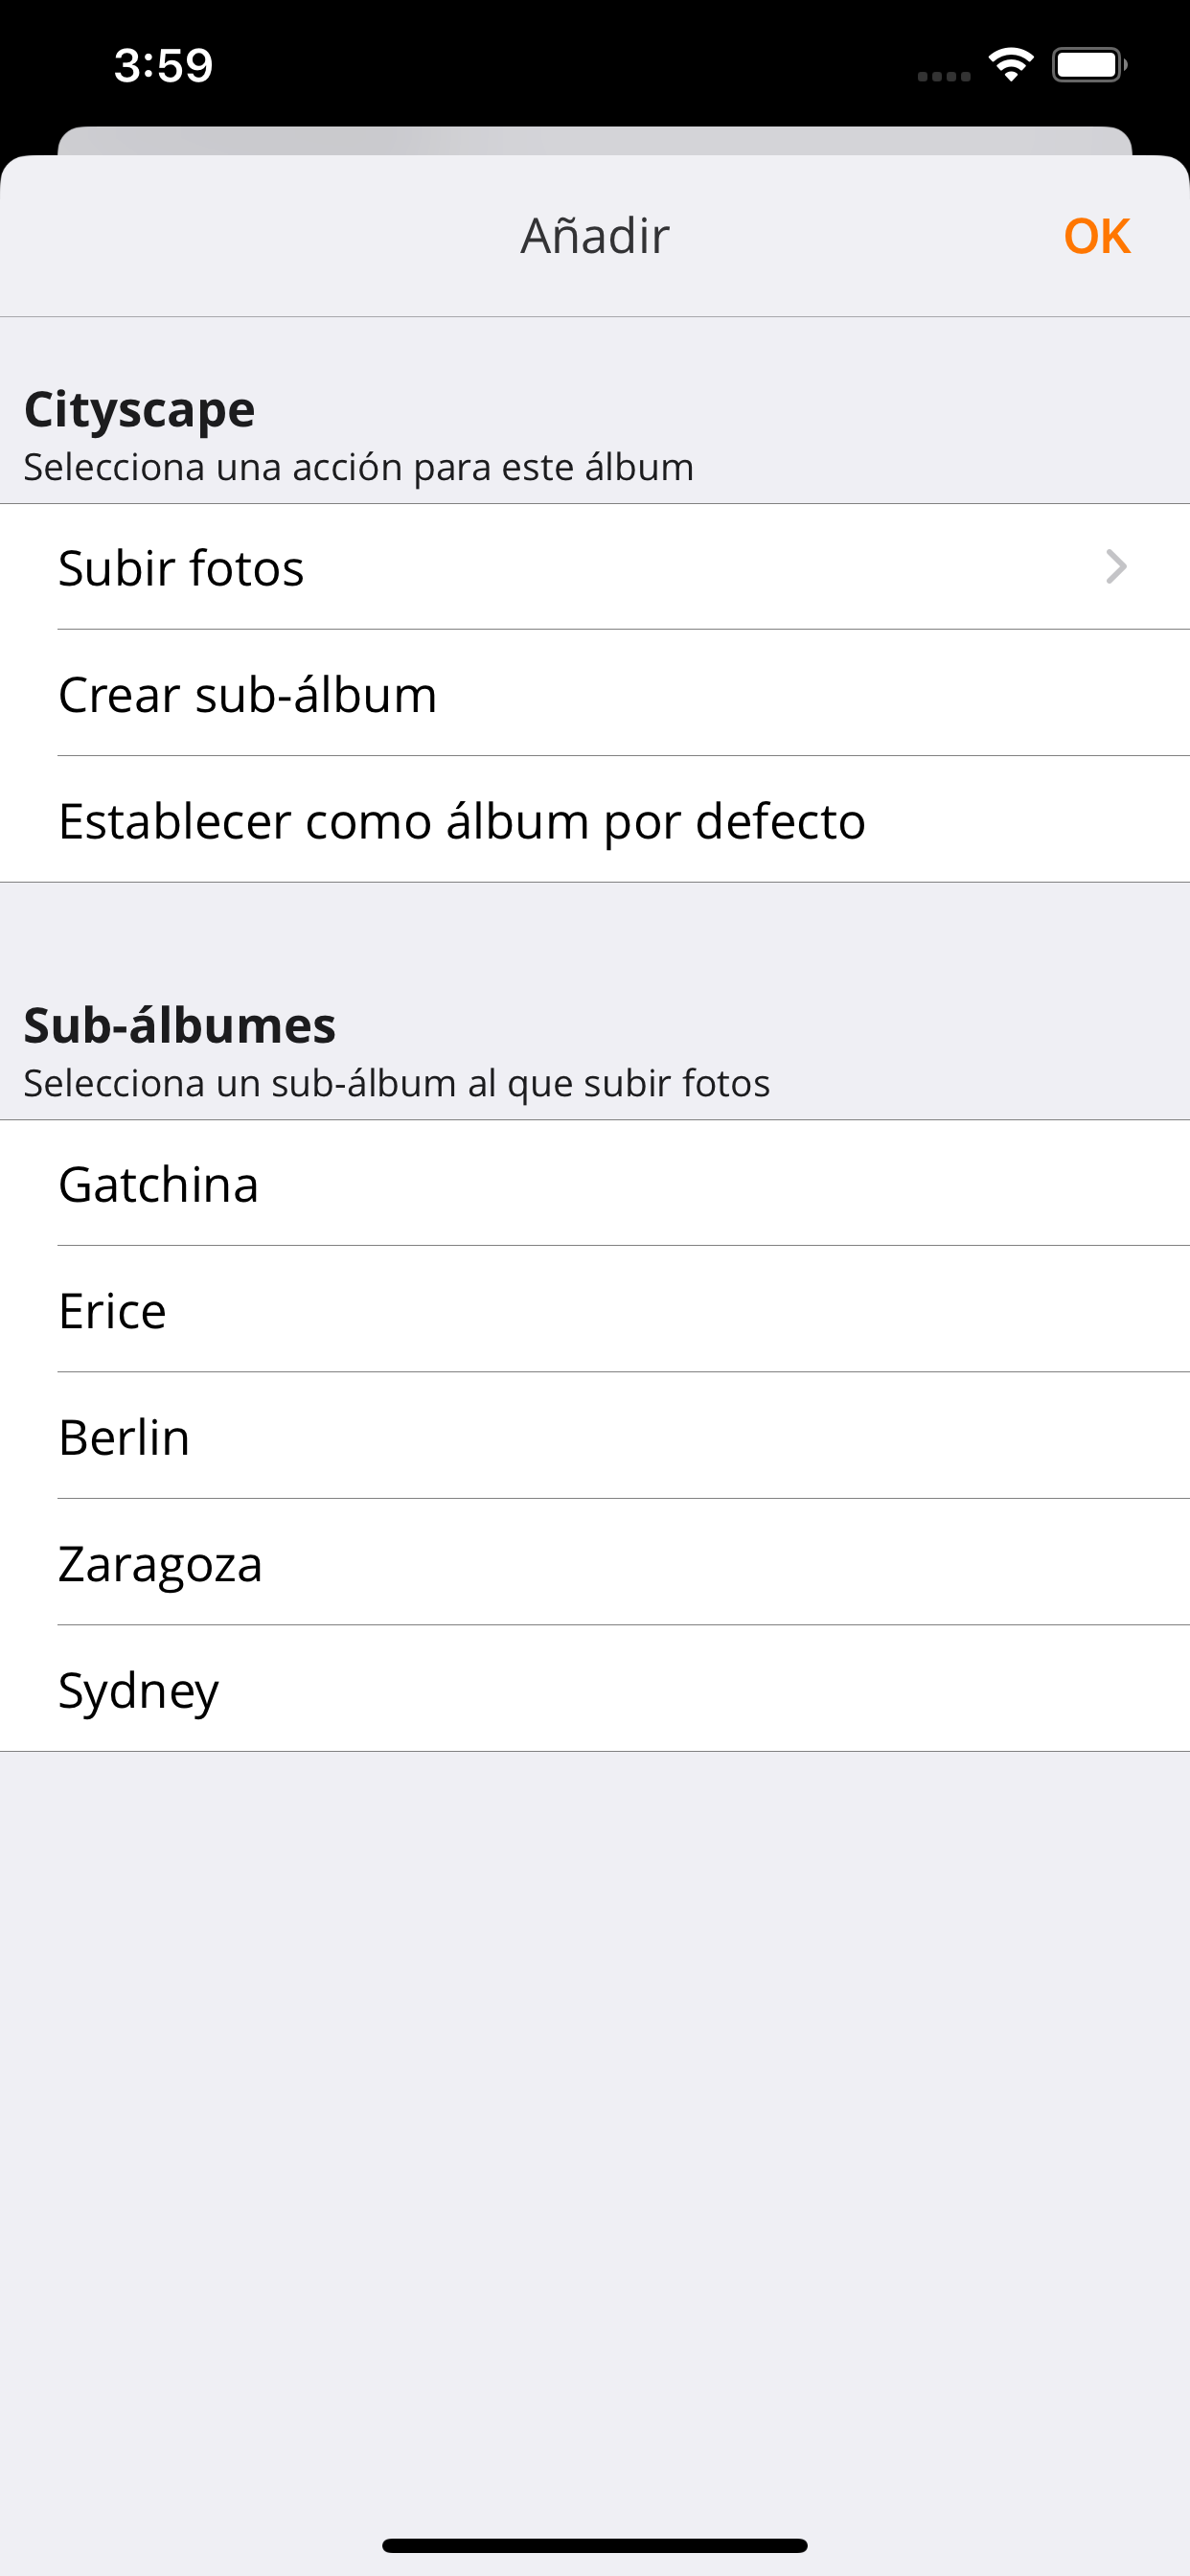 3:59
Añadir
OK
Cityscape
Selecciona una acción para este álbum
Subir fotos
Crear sub-álbum
Establecer como álbum por defecto
Sub-álbumes
Selecciona un sub-álbum al que subir fotos
Gatchina
Erice
Berlin
Zaragoza
Sydney